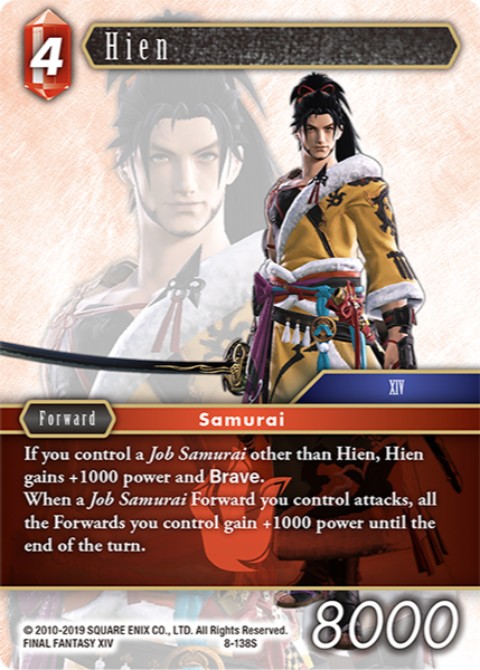 4
Hien
XIV
Forward
Samurai
If you control a Job Samurai other than Hien, Hien
gains +1000 power and Brave.
When a Job Samurai Forward you control attacks, all
the Forwards you control gain +1000 power until the
end of the turn.
© 2010-2019 SQUARE ENIX CO., LTD. All Rights Reserved.
FINAL FANTASY XIV
8-138S
8000